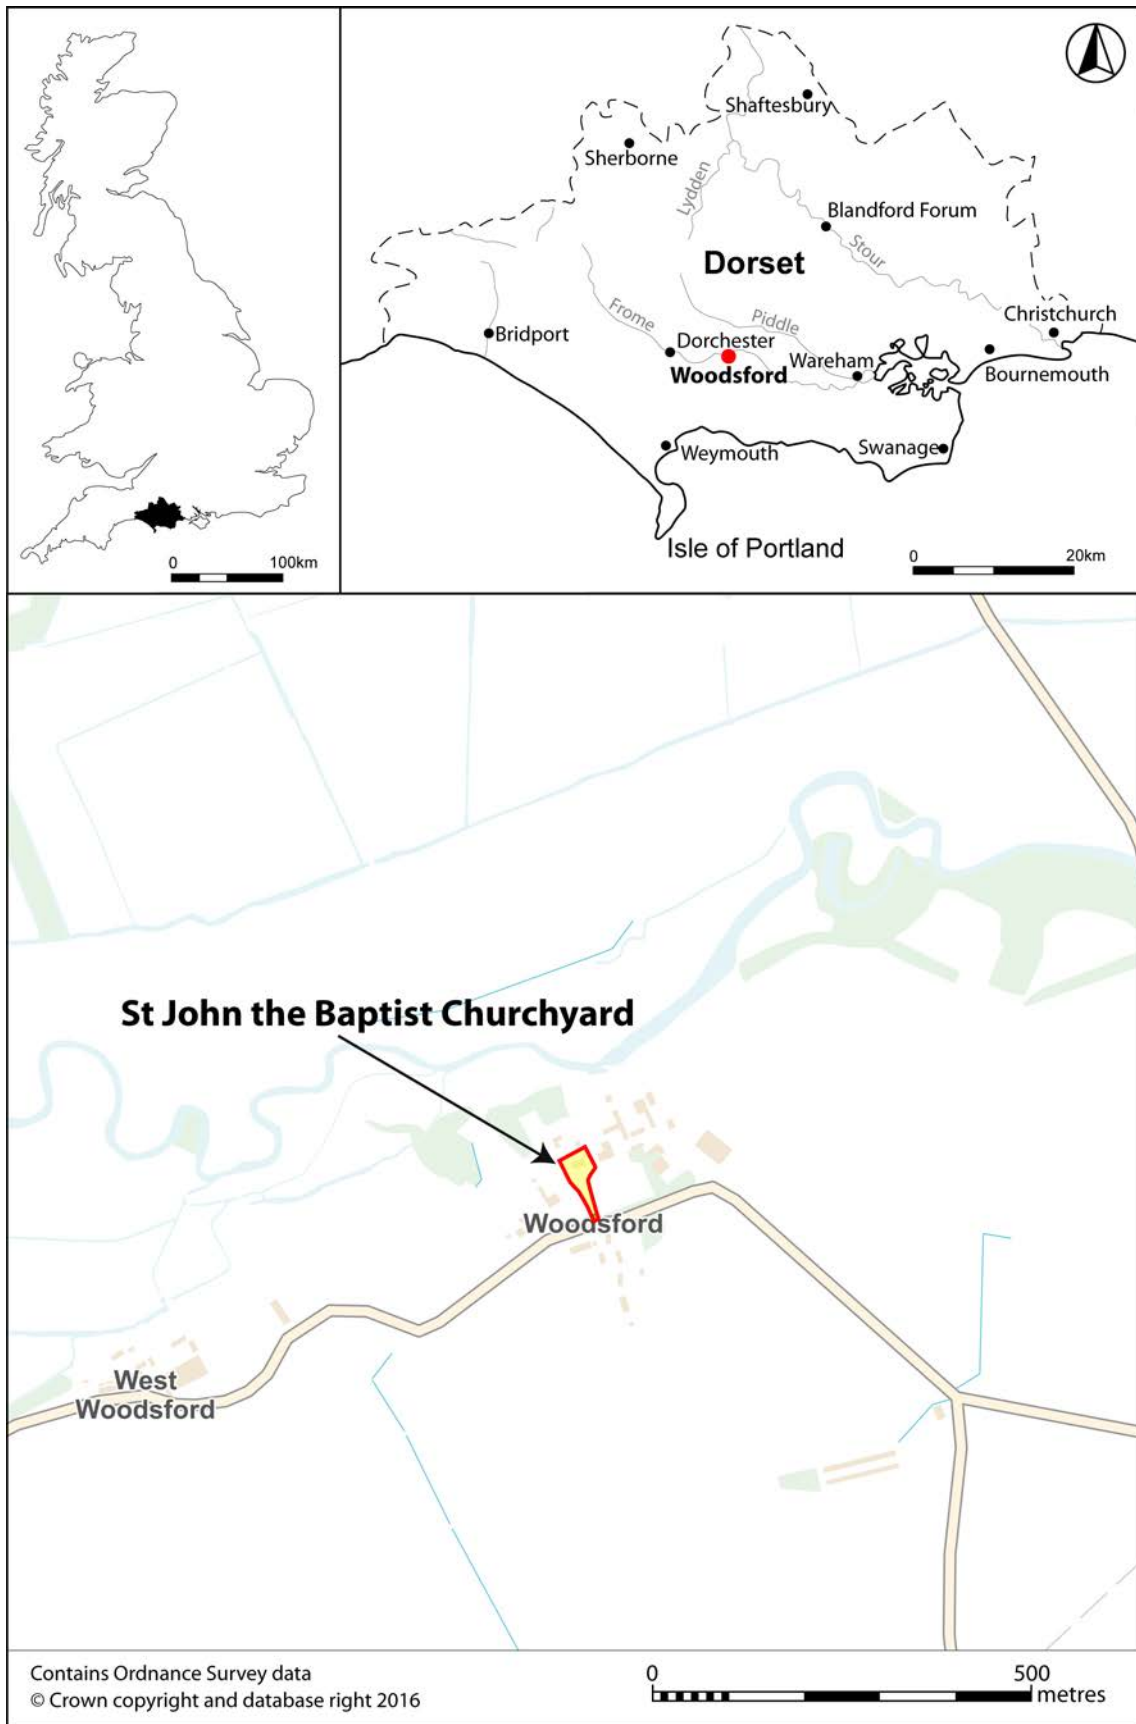 0 100km
Shaftesbury
Sherborne
Lydden
Blandford Forum
Stour
Dorset
Christchurch
Frome
Piddle
Bridport
Dorchester
Wareham
Woodsford
Bournemouth
Weymouth
Swanage
Isle of Portland
0 20km
St John the Baptist Churchyard
Woodsford
West
Woodsford
Contains Ordnance Survey data
© Crown copyright and database right 2016
0 500
metres